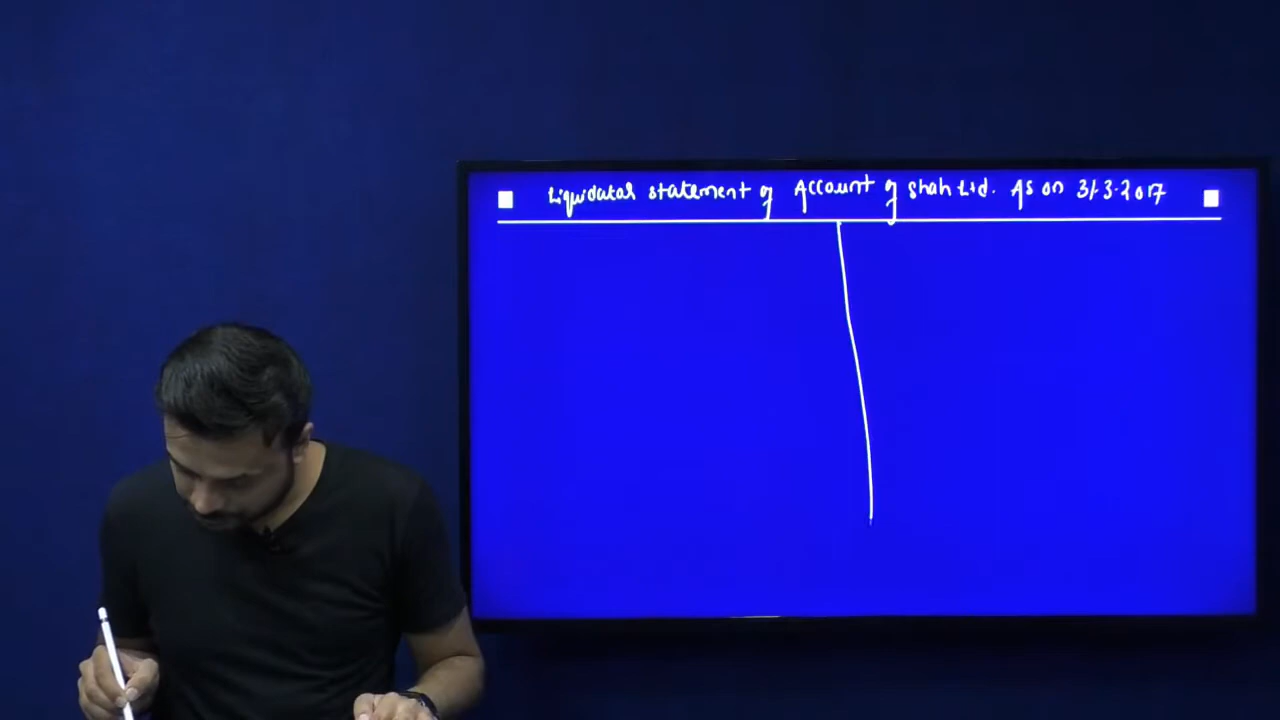 Liquidator statement of Account of Shah Ltd. As on 31.3.2017